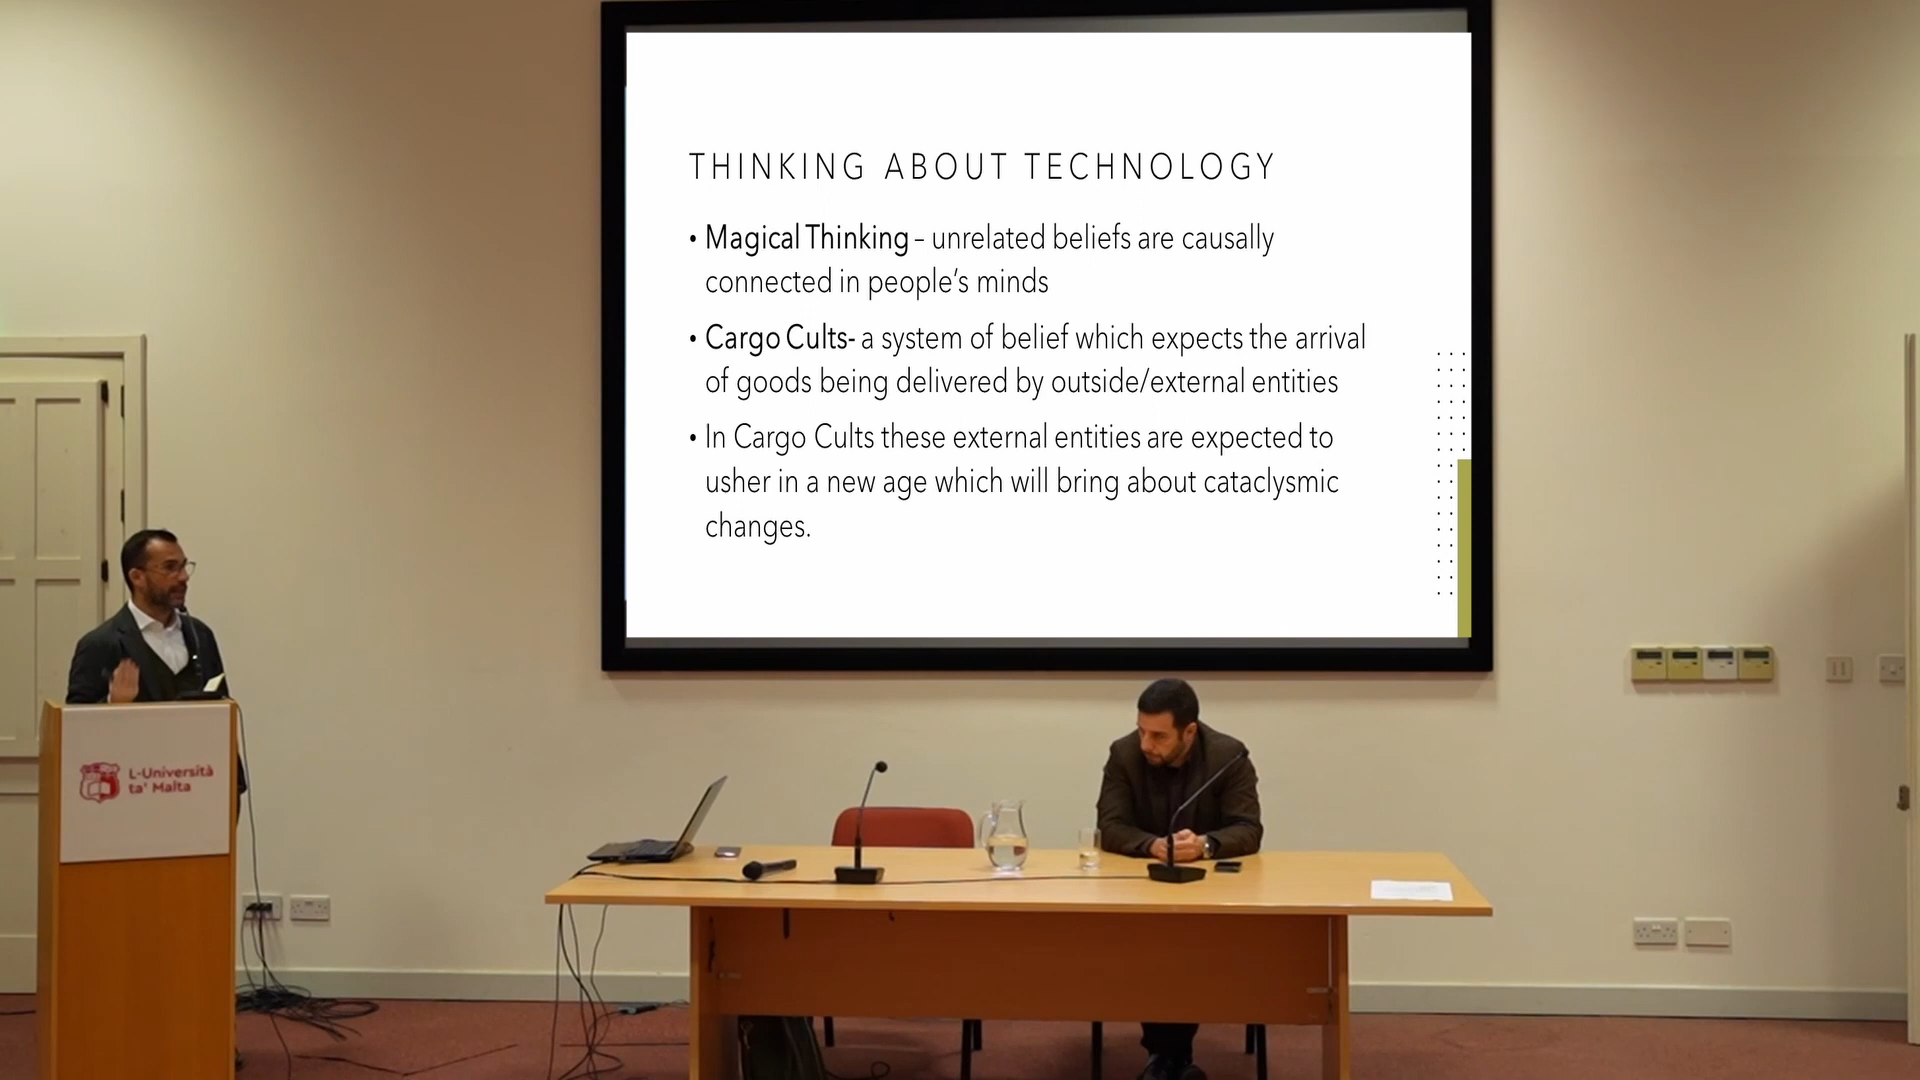 THINKING ABOUT TECHNOLOGY
• Magical Thinking – unrelated beliefs are causally
connected in people’s minds
• Cargo Cults- a system of belief which expects the arrival
of goods being delivered by outside/external entities
• In Cargo Cults these external entities are expected to
usher in a new age which will bring about cataclysmic
changes.
L-Università
ta' Malta